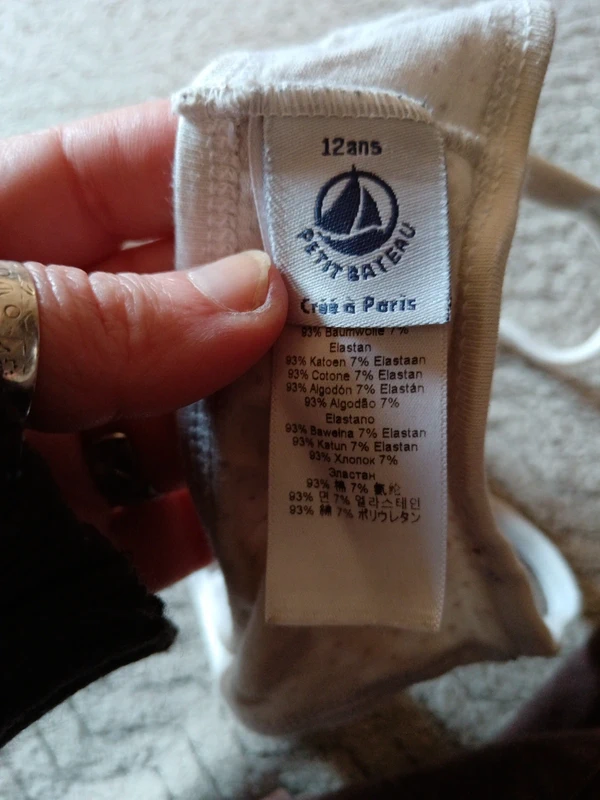 12ans
PETIT BATEAU
Créé à Paris
93% Baumwolle 7%
Elastan
93% Katoen 7% Elastaan
93% Cotone 7% Elastan
93% Algodón 7% Elastán
93% Algodão 7%
Elastano
93% Bawełna 7% Elastan
93% Katun 7% Elastan
93% Хлопок 7%
Эластан
93% 棉 7% 氨纶
93% 면 7% 엘라스테인
93% 綿 7% ポリウレタン